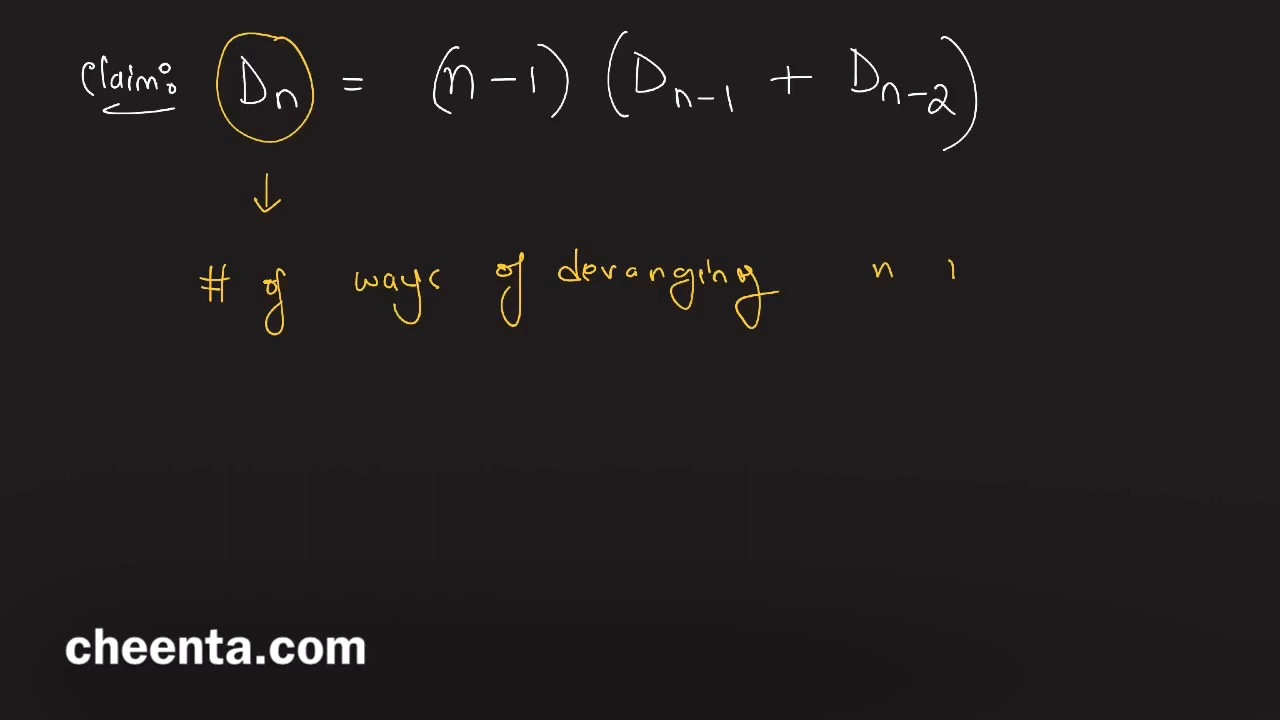 Claim: Dn = (n-1) (Dn-1 + Dn-2)
↓
# of ways of deranging n
cheenta.com